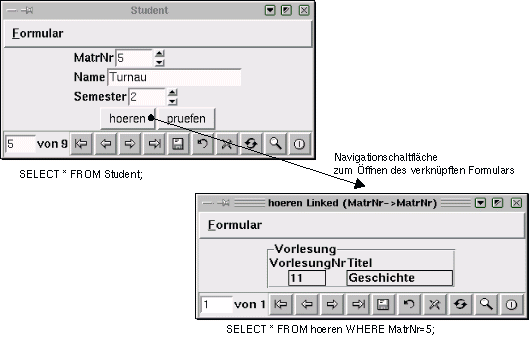 Student
Formular
MatrNr 5
Name Turnau
Semester 2
hoeren pruefen
5 von 9
SELECT * FROM Student;
Navigationschaltfläche
zum Öffnen des verknüpften Formulars
hoeren Linked (MatrNr->MatrNr)
Formular
Vorlesung
VorlesungNr Titel
11 Geschichte
1 von 1
SELECT * FROM hoeren WHERE MatrNr=5;